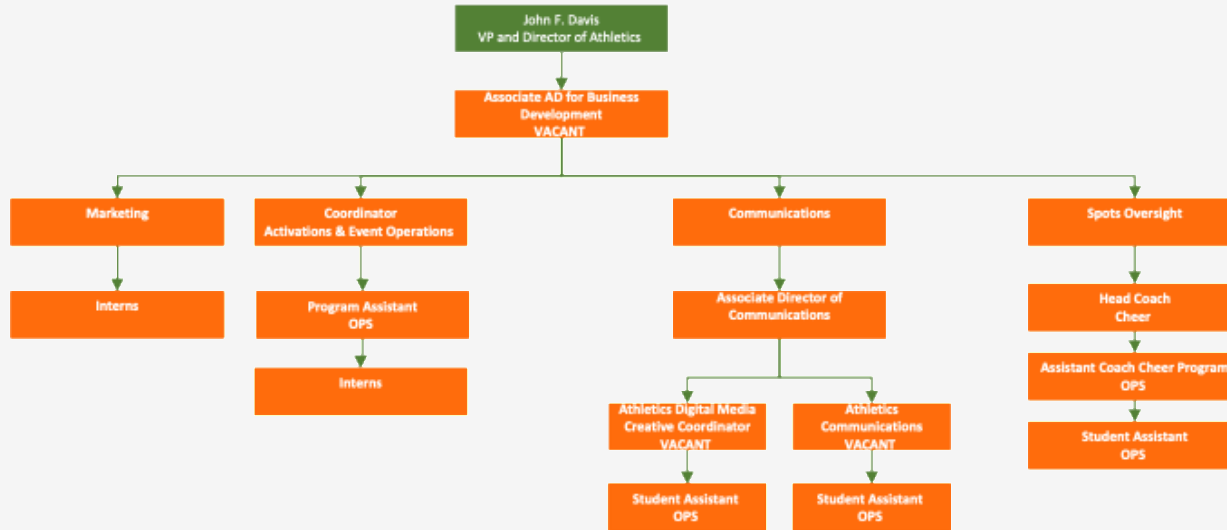 John F. Davis
VP and Director of Athletics
Associate AD for Business
Development
VACANT
Marketing
Coordinator
Activations & Event Operations
Communications
Spots Oversight
Interns
Program Assistant
OPS
Associate Director of
Communications
Head Coach
Cheer
Interns
Assistant Coach Cheer Program
OPS
Athletics Digital Media
Creative Coordinator
VACANT
Athletics
Communications
VACANT
Student Assistant
OPS
Student Assistant
OPS
Student Assistant
OPS